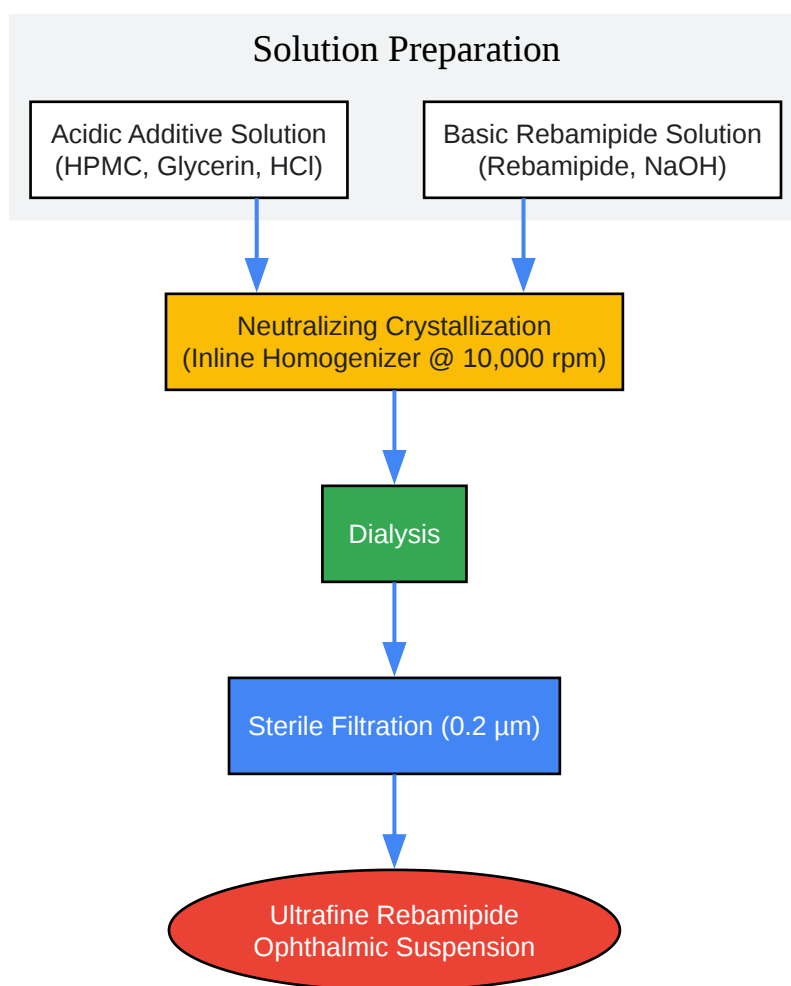 Solution Preparation
Acidic Additive Solution
(HPMC, Glycerin, HCl)
Basic Rebamipide Solution
(Rebamipide, NaOH)
Neutralizing Crystallization
(Inline Homogenizer @ 10,000 rpm)
Dialysis
Sterile Filtration (0.2 µm)
Ultrafine Rebamipide
Ophthalmic Suspension